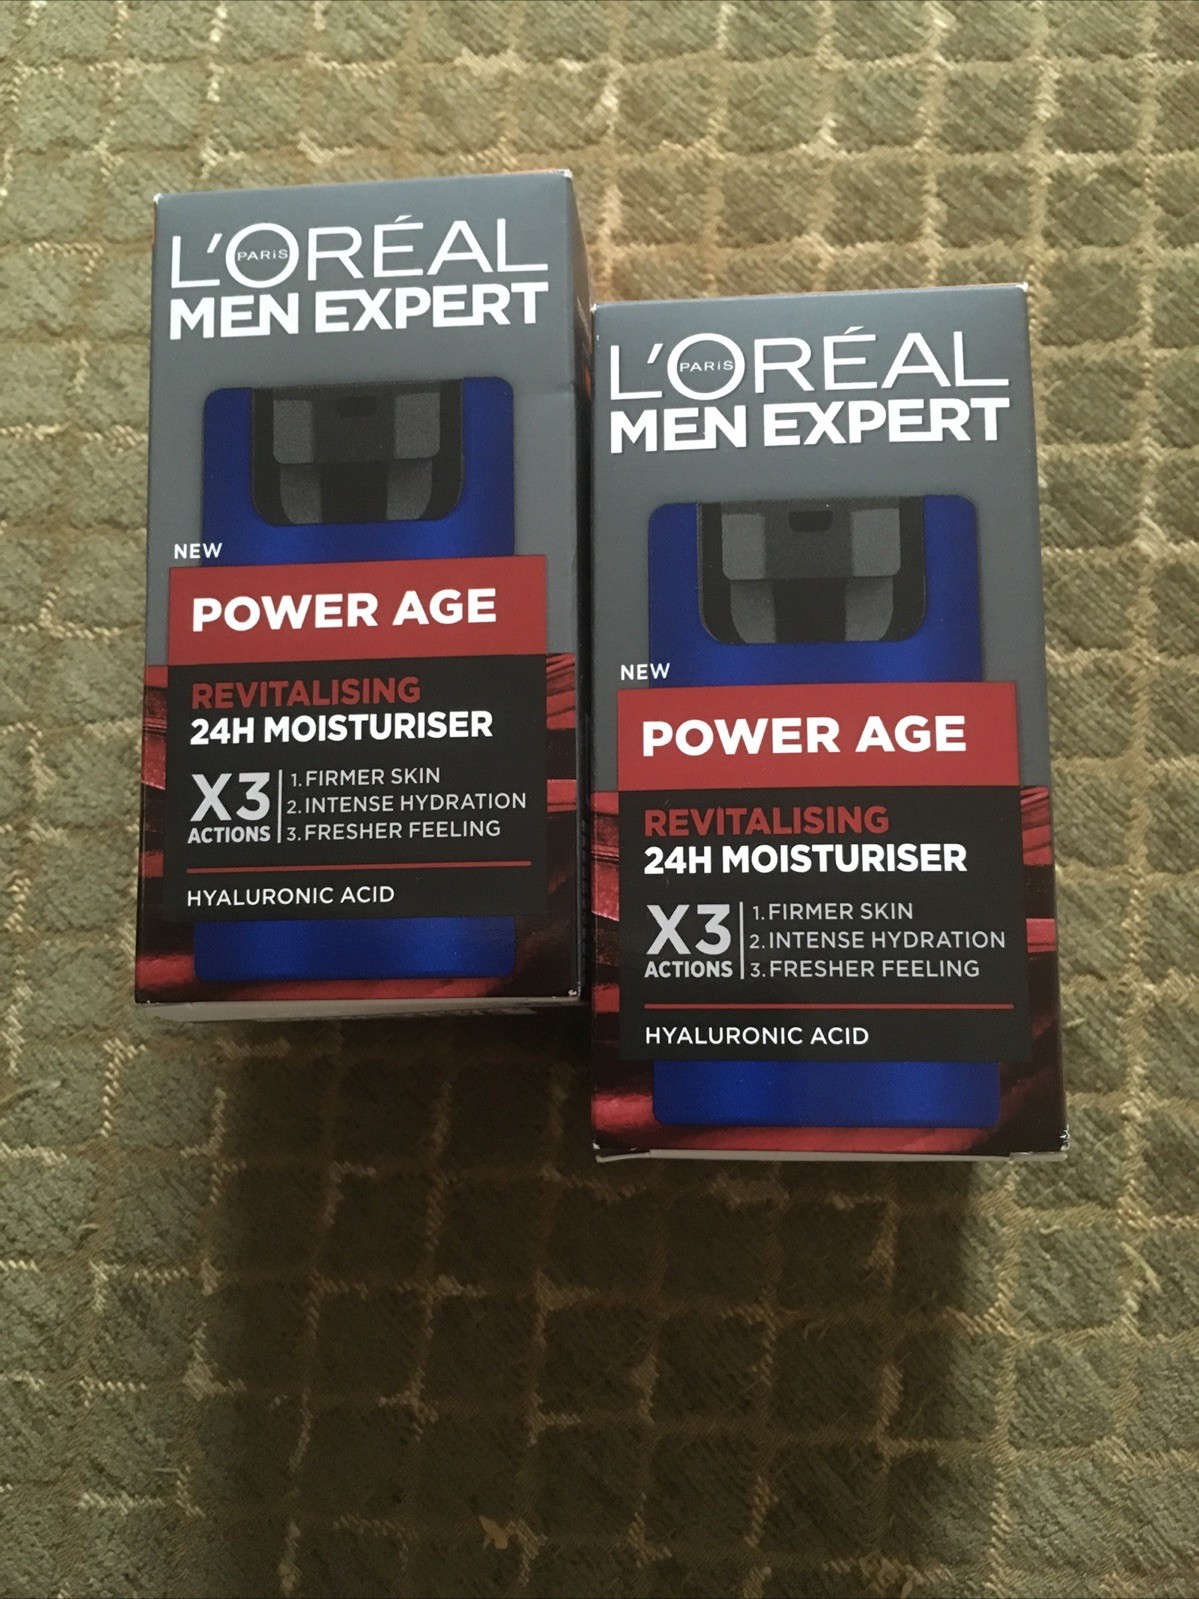 L'ORÉAL
PARiS
MEN EXPERT
NEW
POWER AGE
REVITALISING
24H MOISTURISER
X3
ACTIONS
1.FIRMER SKIN
2.INTENSE HYDRATION
3.FRESHER FEELING
HYALURONIC ACID
L'ORÉAL
PARiS
MEN EXPERT
NEW
POWER AGE
REVITALISING
24H MOISTURISER
X3
ACTIONS
1.FIRMER SKIN
2.INTENSE HYDRATION
3.FRESHER FEELING
HYALURONIC ACID